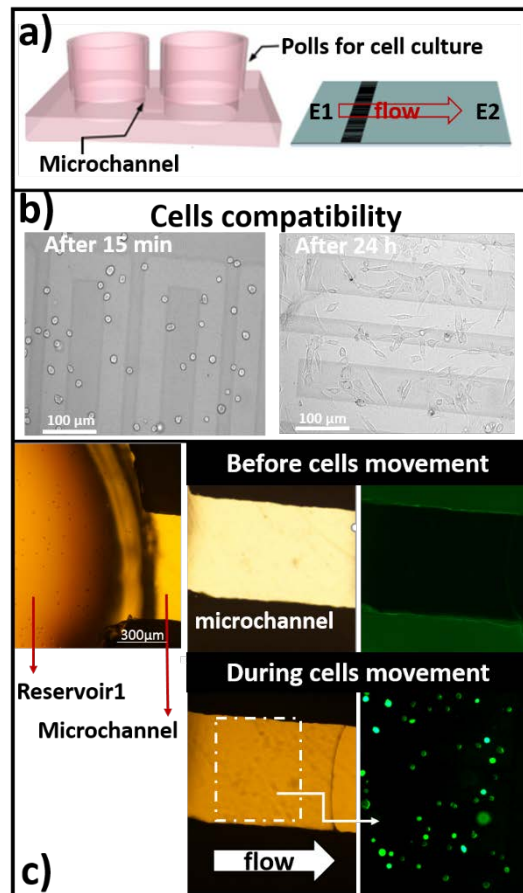 a)
Polls for cell culture
Microchannel
E1
flow
E2
b)
Cells compatibility
After 15 min
After 24 h
100 µm
100 µm
Before cells movement
300µm
microchannel
During cells movement
Reservoir1
Microchannel
flow
c)